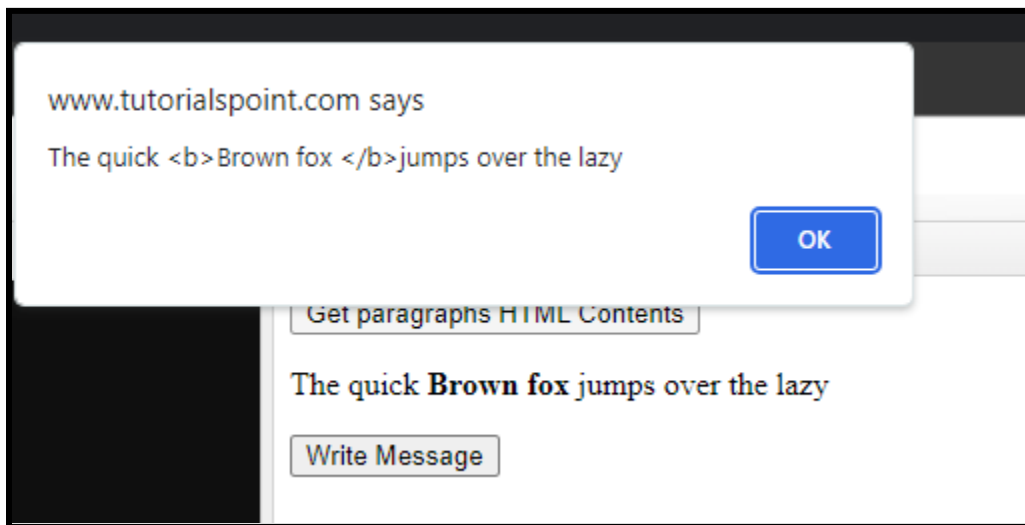 www.tutorialspoint.com says
The quick <b>Brown fox </b>jumps over the lazy
OK
Get paragraphs HTML Contents
The quick Brown fox jumps over the lazy
Write Message